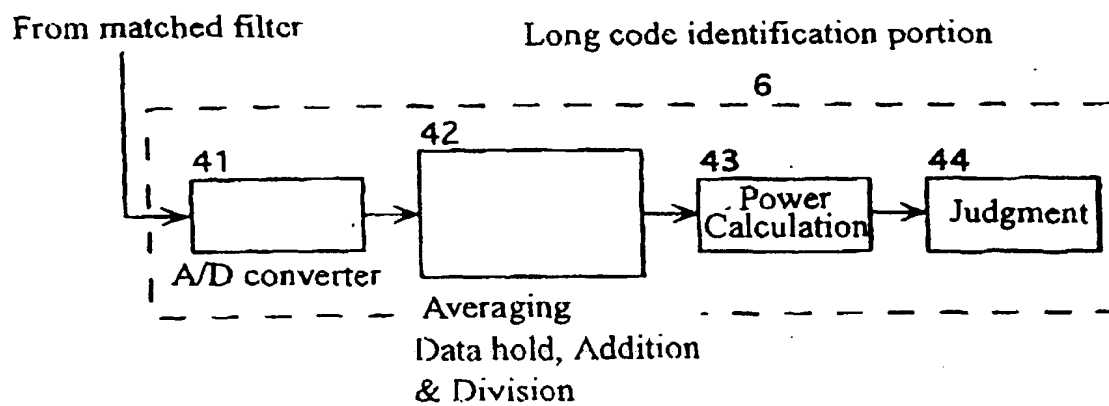 From matched filter
Long code identification portion
6
41
42
43
44
Power
Calculation
Judgment
A/D converter
Averaging
Data hold, Addition
& Division